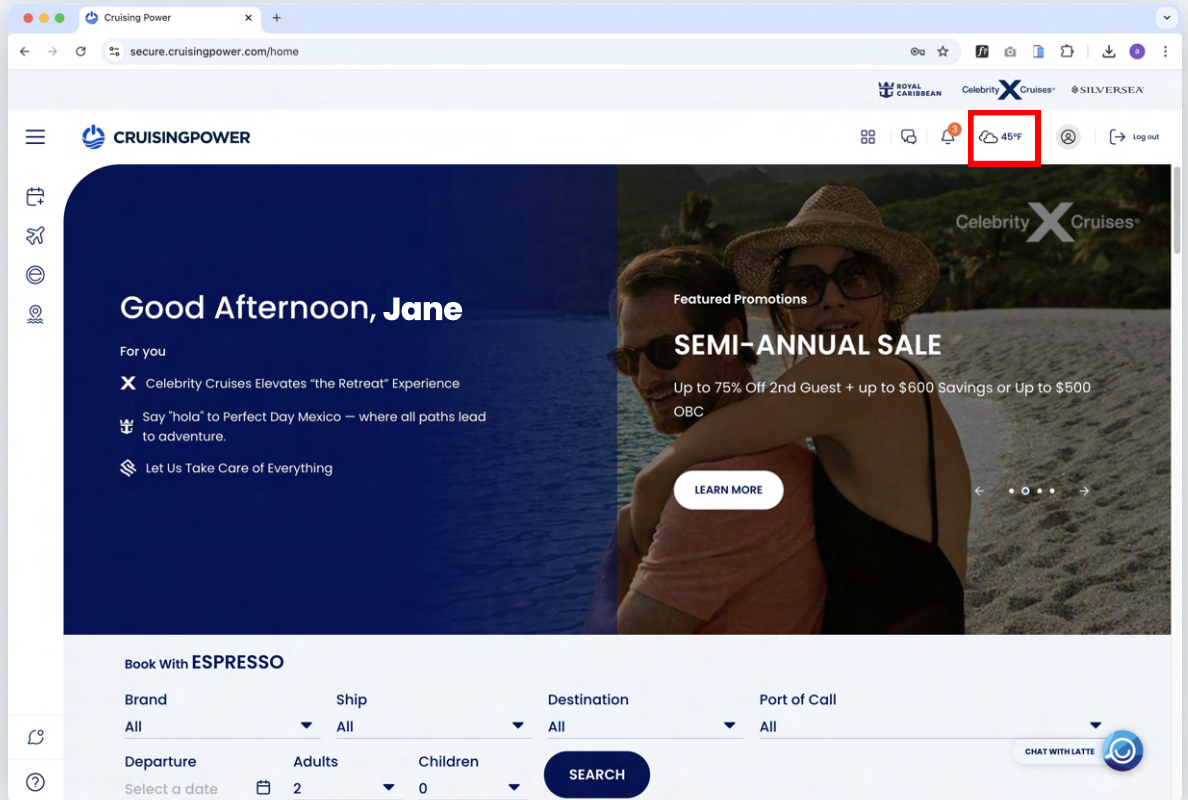 Cruising Power
secure.cruisingpower.com/home
a
ROYAL
CARIBBEAN
Celebrity X Cruises®
SILVERSEA
CRUISINGPOWER
3
45°F
Log out
Celebrity X Cruises®
Good Afternoon, Jane
For you
Celebrity Cruises Elevates “the Retreat” Experience
Say "hola" to Perfect Day Mexico — where all paths lead
to adventure.
Let Us Take Care of Everything
Featured Promotions
SEMI-ANNUAL SALE
Up to 75% Off 2nd Guest + up to $600 Savings or Up to $500
OBC
LEARN MORE
Book With ESPRESSO
Brand
Ship
Destination
Port of Call
All
All
All
All
CHAT WITH LATTE
Departure
Adults
Children
Select a date
2
0
SEARCH